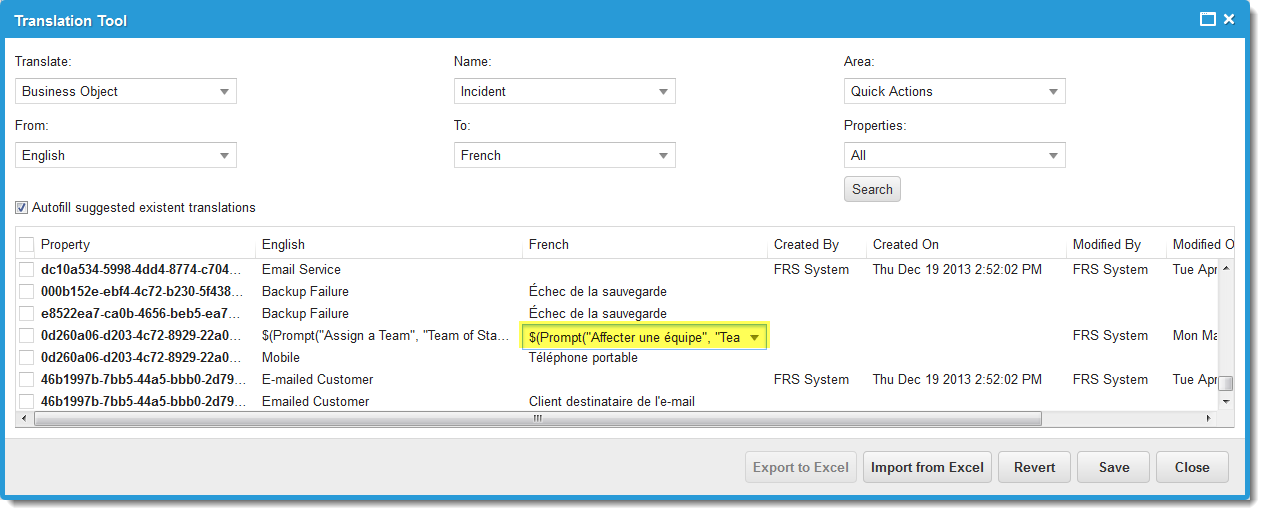 Translation Tool
Translate: Name: Area:
Business Object Incident Quick Actions
From: To: Properties:
English French All
Search
Autofill suggested existent translations
Property English French Created By Created On Modified By Modified O
dc10a534-5998-4dd4-8774-c704... Email Service FRS System Thu Dec 19 2013 2:52:02 PM FRS System Tue Apr
000b152e-ebf4-4c72-b230-5f438... Backup Failure Échec de la sauvegarde
e8522ea7-ca0b-4656-beb5-ea7... Backup Failure Échec de la sauvegarde
0d260a06-d203-4c72-8929-22a0... $(Prompt("Assign a Team", "Team of Sta... $(Prompt("Affecter une équipe", "Tea FRS System Mon Ma
0d260a06-d203-4c72-8929-22a0... Mobile Téléphone portable
46b1997b-7bb5-44a5-bbb0-2d79... E-mailed Customer FRS System Thu Dec 19 2013 2:52:02 PM FRS System Tue Apr
46b1997b-7bb5-44a5-bbb0-2d79... Emailed Customer Client destinataire de l'e-mail
Export to Excel Import from Excel Revert Save Close